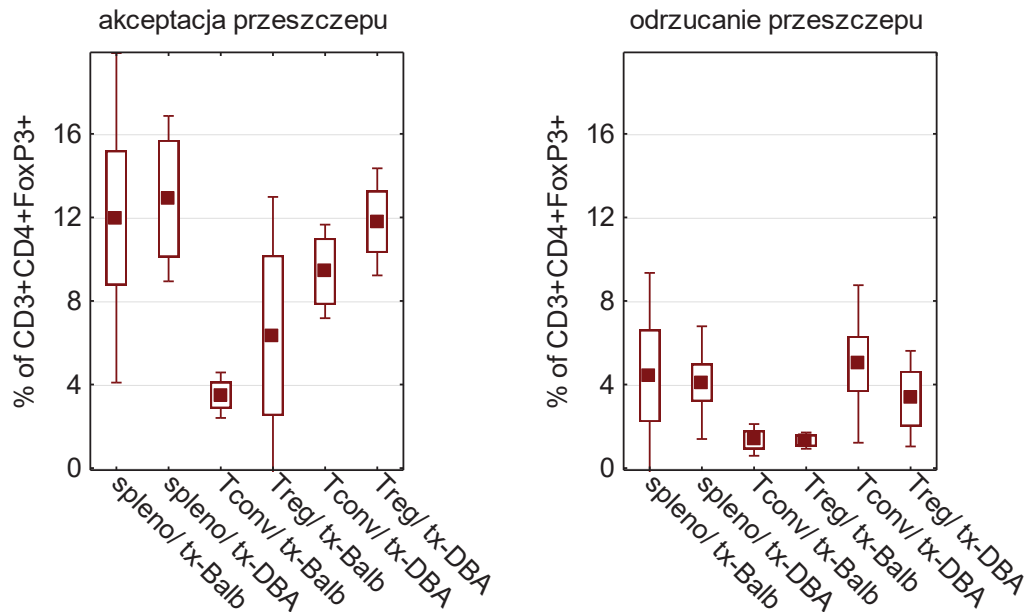 akceptacja przeszczepu
% of CD3+CD4+FoxP3+
16
12
8
4
0
spleno/ tx-Balb
spleno/ tx-DBA
Tconv/ tx-Balb
Treg/ tx-Balb
Tconv/ tx-DBA
Treg/ tx-DBA
odrzucanie przeszczepu
% of CD3+CD4+FoxP3+
16
12
8
4
0
spleno/ tx-Balb
spleno/ tx-DBA
Tconv/ tx-Balb
Treg/ tx-Balb
Tconv/ tx-DBA
Treg/ tx-DBA